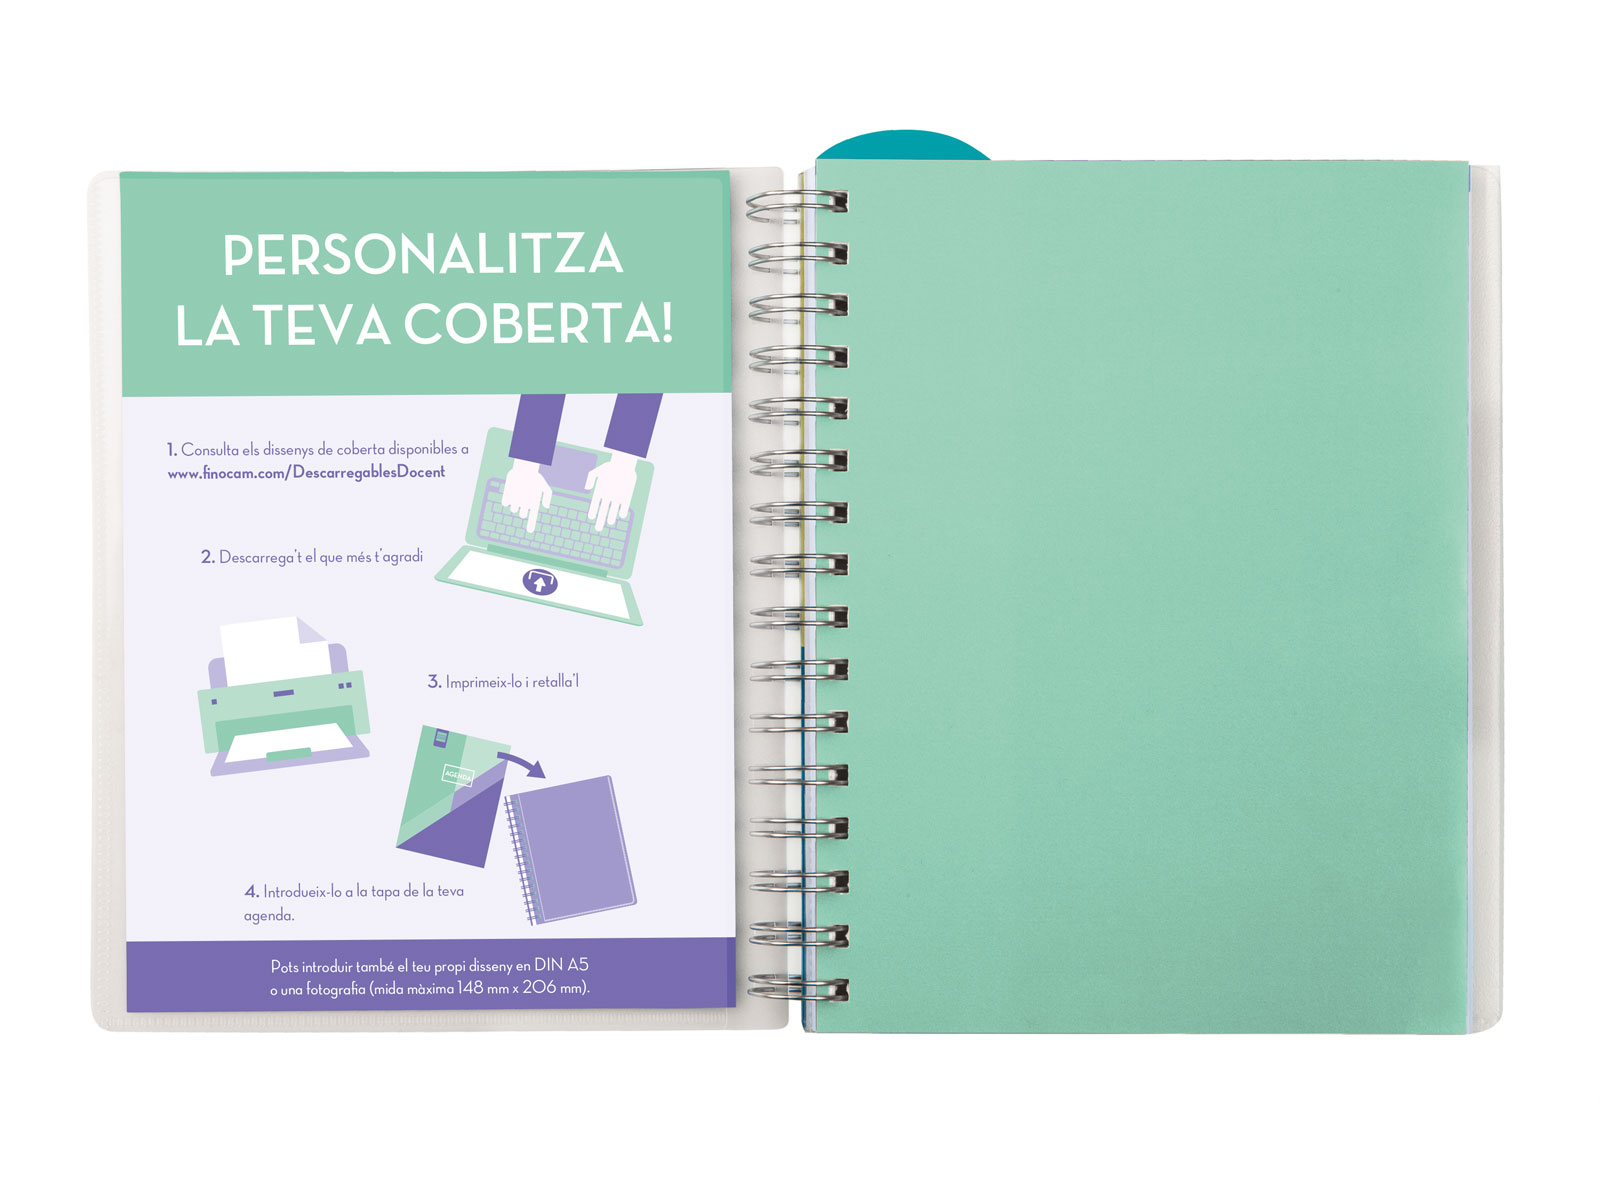 PERSONALITZA
LA TEVA COBERTA!
1. Consulta els dissenys de coberta disponibles a
www.finocam.com/DescarregablesDocent
2. Descarrega't el que més t'agradi
3. Imprimeix-lo i retalla'l
AGENDA
4. Introdueix-lo a la tapa de la teva
agenda.
Pots introduir també el teu propi disseny en DIN A5
o una fotografia (mida màxima 148 mm x 206 mm).